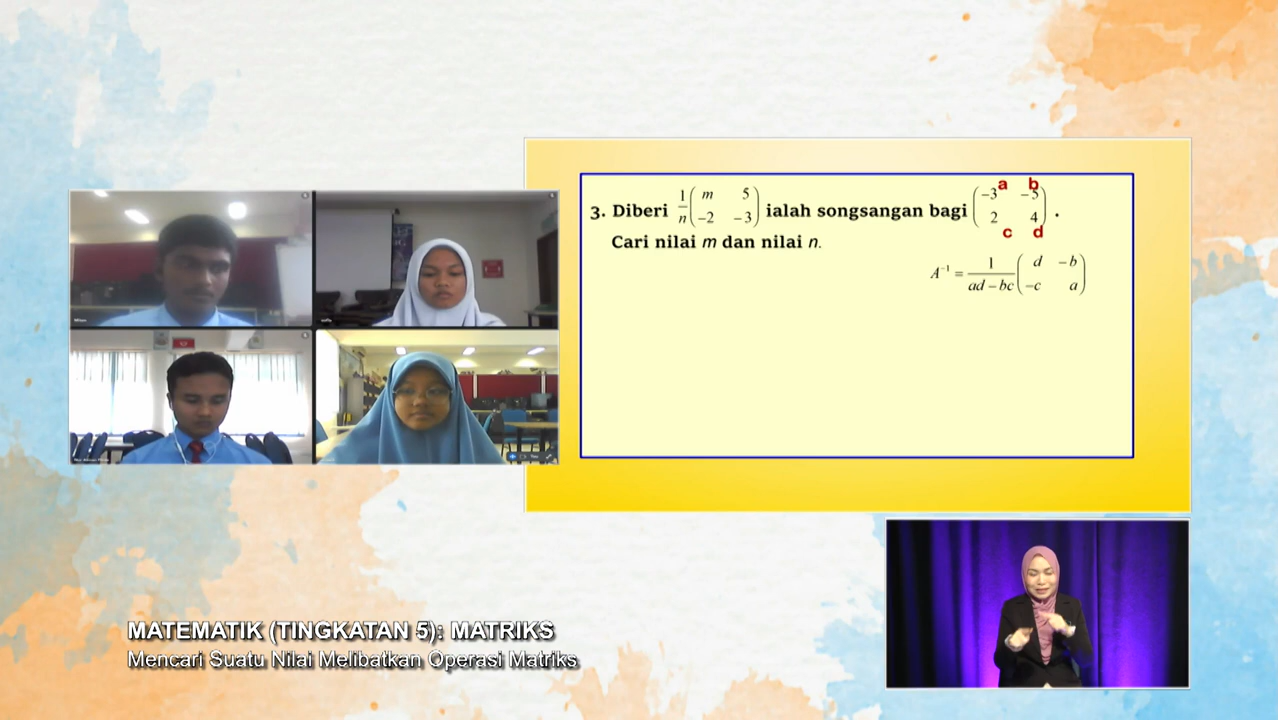 3. Diberi 1/n ( m 5 ; -2 -3 ) ialah songsangan bagi ( -3 -5 ; 2 4 ) .
a b
c d
Cari nilai m dan nilai n.
A⁻¹ = 1/(ad – bc) ( d –b ; –c a )
MATEMATIK (TINGKATAN 5): MATRIKS
Mencari Suatu Nilai Melibatkan Operasi Matriks